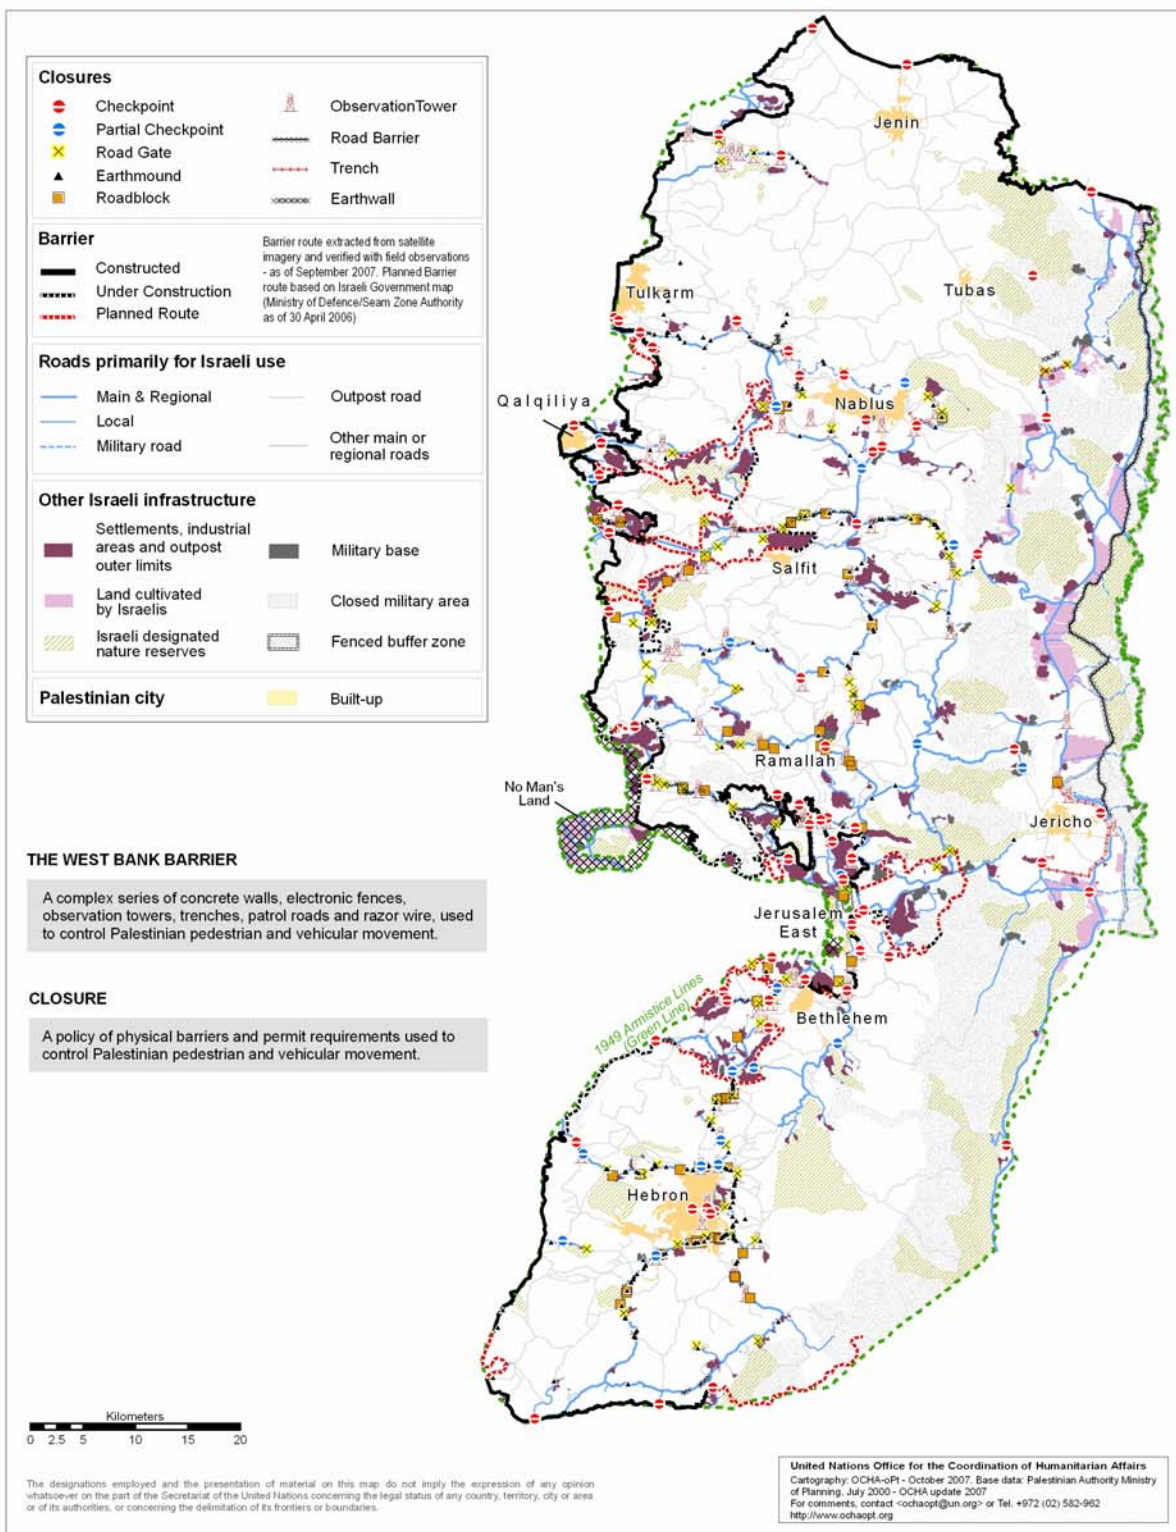 Closures
Checkpoint
Partial Checkpoint
Road Gate
Earthmound
Roadblock
ObservationTower
Road Barrier
Trench
Earthwall
Barrier
Constructed
Under Construction
Planned Route
Barrier route extracted from satellite
imagery and verified with field observations
- as of September 2007. Planned Barrier
route based on Israeli Government map
(Ministry of Defence/Seam Zone Authority
as of 30 April 2006)
Roads primarily for Israeli use
Main & Regional
Local
Military road
Outpost road
Other main or
regional roads
Other Israeli infrastructure
Settlements, industrial
areas and outpost
outer limits
Land cultivated
by Israelis
Israeli designated
nature reserves
Military base
Closed military area
Fenced buffer zone
Palestinian city
Built-up
Jenin
Tulkarm
Tubas
Qalqiliya
Nablus
Salfit
Ramallah
No Man's
Land
Jericho
Jerusalem
East
Bethlehem
1949 Armistice Lines
(Green Line)
Hebron
THE WEST BANK BARRIER
A complex series of concrete walls, electronic fences,
observation towers, trenches, patrol roads and razor wire, used
to control Palestinian pedestrian and vehicular movement.
CLOSURE
A policy of physical barriers and permit requirements used to
control Palestinian pedestrian and vehicular movement.
Kilometers
0 2.5 5 10 15 20
The designations employed and the presentation of material on this map do not imply the expression of any opinion
whatsoever on the part of the Secretariat of the United Nations concerning the legal status of any country, territory, city or area
or of its authorities, or concerning the delimitation of its frontiers or boundaries.
United Nations Office for the Coordination of Humanitarian Affairs
Cartography: OCHA-oPt - October 2007. Base data: Palestinian Authority Ministry
of Planning, July 2000 - OCHA update 2007
For comments, contact <ochaopt@un.org> or Tel. +972 (02) 582-962
http://www.ochaopt.org